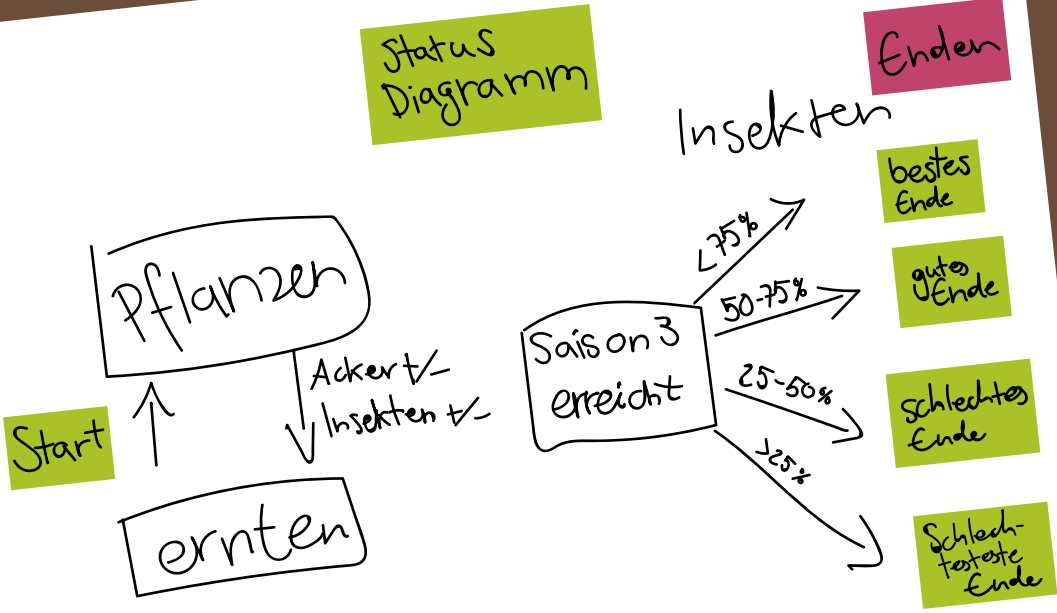 Status
Diagramm
Enden
Insekten
bestes
Ende
<75%
gutes
Ende
50-75%
Pflanzen
Saison 3
erreicht
Acker +/-
Insekten +/-
25-50%
schlechtes
Ende
Start
>25%
ernten
Schlech-
testeste
Ende